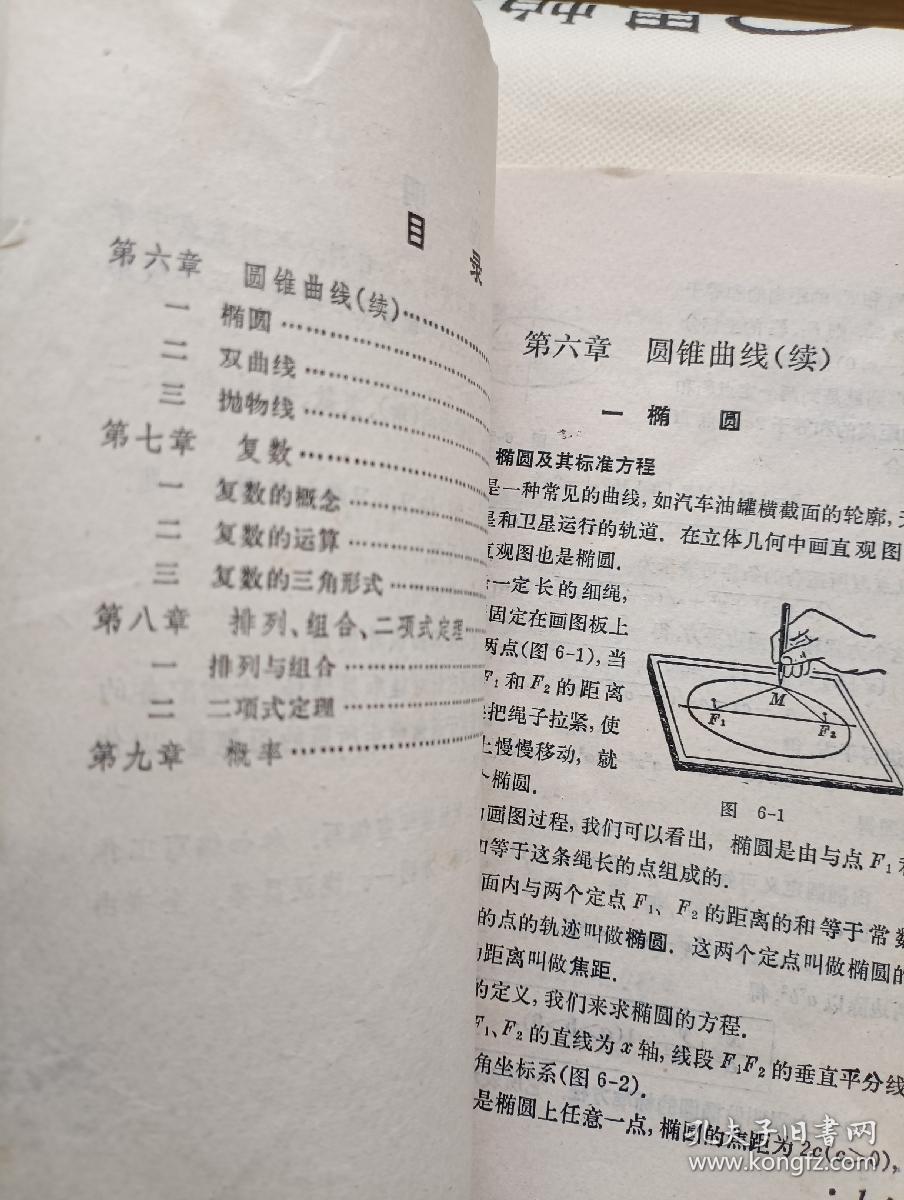 目 录
第六章 圆锥曲线(续)
一 椭圆
二 双曲线
三 抛物线
第七章 复数
一 复数的概念
二 复数的运算
三 复数的三角形式
第八章 排列、组合、二项式定理
一 排列与组合
二 二项式定理
第九章 概率
第六章 圆锥曲线(续)
一 椭 圆
椭圆及其标准方程
是一种常见的曲线, 如汽车油罐横截面的轮廓,
星和卫星运行的轨道. 在立体几何中画直观图
直观图也是椭圆.
一定长的细绳,
固定在画图板上
两点(图6-1), 当
F₁ 和 F₂ 的距离
把绳子拉紧, 使
上慢慢移动, 就
个椭圆.
F₁
M
F₂
图 6-1
画图过程, 我们可以看出, 椭圆是由与点 F₁
和等于这条绳长的点组成的.
面内与两个定点 F₁、F₂ 的距离的和等于常数
的点的轨迹叫做椭圆. 这两个定点叫做椭圆的
距离叫做焦距.
的定义, 我们来求椭圆的方程.
F₁、F₂ 的直线为 x 轴, 线段 F₁F₂ 的垂直平分线
角坐标系(图6-2).
是椭圆上任意一点, 椭圆的焦距为 2c(c>0),
· 1 ·
孔夫子旧书网
www.kongfz.com